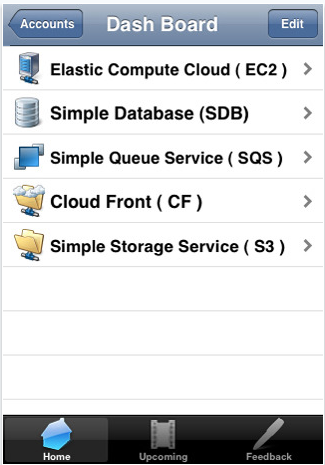 Accounts
Dash Board
Edit
Elastic Compute Cloud ( EC2 )
Simple Database (SDB)
Simple Queue Service ( SQS )
Cloud Front ( CF )
Simple Storage Service ( S3 )
Home
Upcoming
Feedback